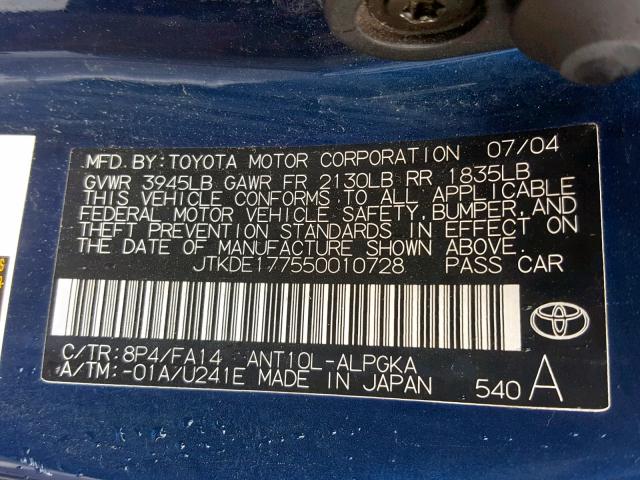 MFD. BY: TOYOTA MOTOR CORPORATION 07/04
GVWR 3945LB GAWR FR 2130LB RR 1835LB
THIS VEHICLE CONFORMS TO ALL APPLICABLE
FEDERAL MOTOR VEHICLE SAFETY, BUMPER, AND
THEFT PREVENTION STANDARDS IN EFFECT ON
THE DATE OF MANUFACTURE SHOWN ABOVE.
JTKDE177550010728 PASS CAR
C/TR: 8P4/FA14 ANT10L-ALPGKA
A/TM: -01A/U241E MADE IN JAPAN 540 A